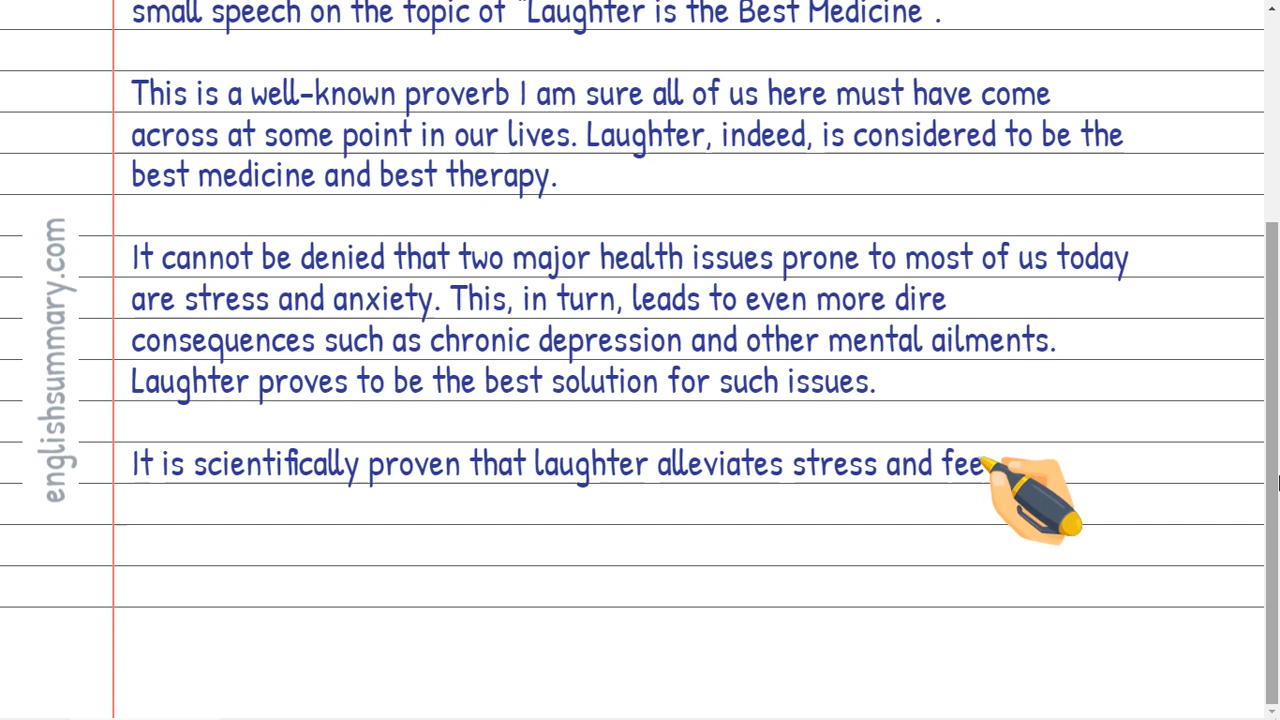 small speech on the topic of "Laughter is the Best Medicine".
This is a well-known proverb I am sure all of us here must have come
across at some point in our lives. Laughter, indeed, is considered to be the
best medicine and best therapy.
It cannot be denied that two major health issues prone to most of us today
are stress and anxiety. This, in turn, leads to even more dire
consequences such as chronic depression and other mental ailments.
Laughter proves to be the best solution for such issues.
It is scientifically proven that laughter alleviates stress and fee
englishsummary.com